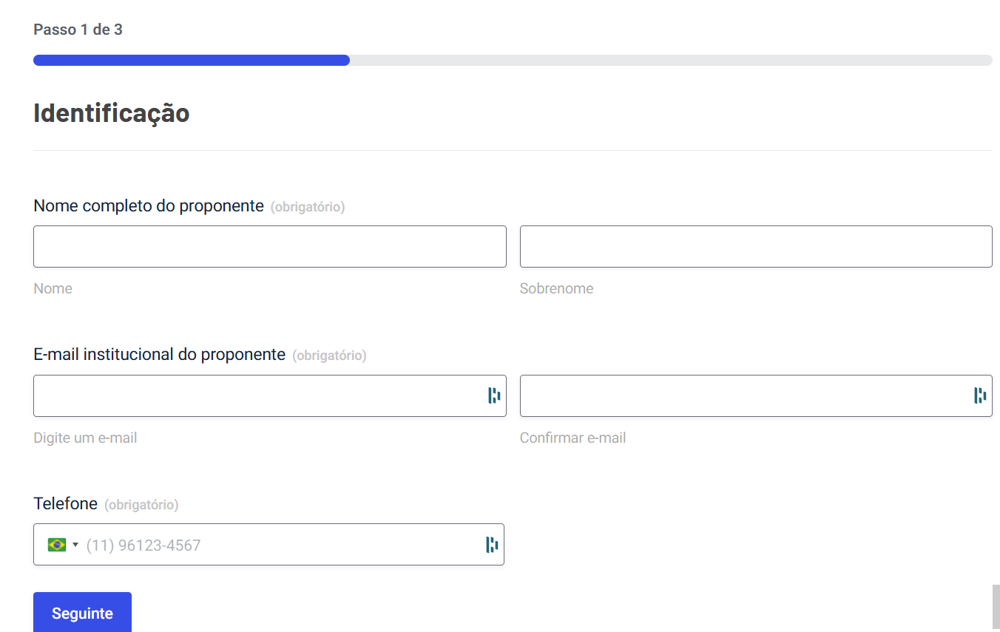 Passo 1 de 3
Identificação
Nome completo do proponente (obrigatório)
Nome Sobrenome
E-mail institucional do proponente (obrigatório)
Digite um e-mail Confirmar e-mail
Telefone (obrigatório)
(11) 96123-4567
Seguinte